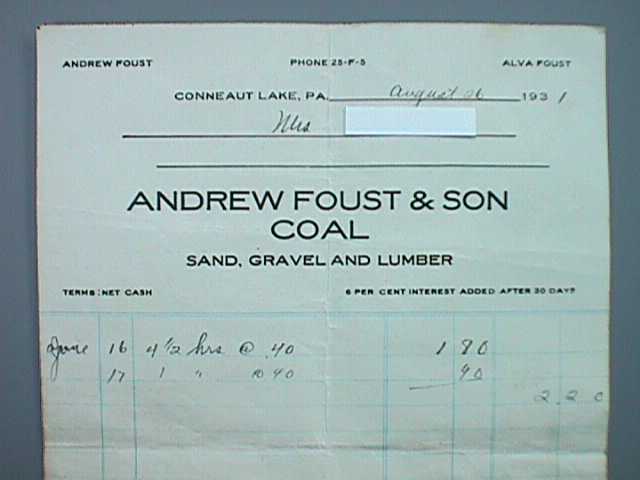 ANDREW FOUST PHONE 25-F-5 ALVA FOUST
CONNEAUT LAKE, PA. August 26 1931
Mrs
ANDREW FOUST & SON
COAL
SAND, GRAVEL AND LUMBER
TERMS: NET CASH 6 PER CENT INTEREST ADDED AFTER 30 DAYS
June 16 4 1/2 hrs @ .40 1 80
17 1 " @ 40 40
2 20